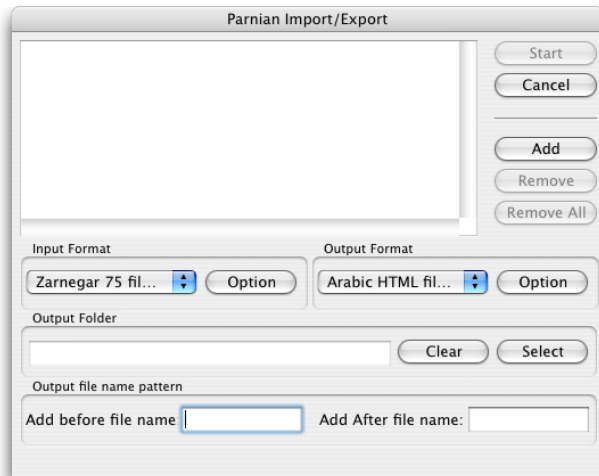 Parnian Import/Export
Start
Cancel
Add
Remove
Remove All
Input Format
Output Format
Zarnegar 75 fil...
Option
Arabic HTML fil...
Option
Output Folder
Clear
Select
Output file name pattern
Add before file name
Add After file name: